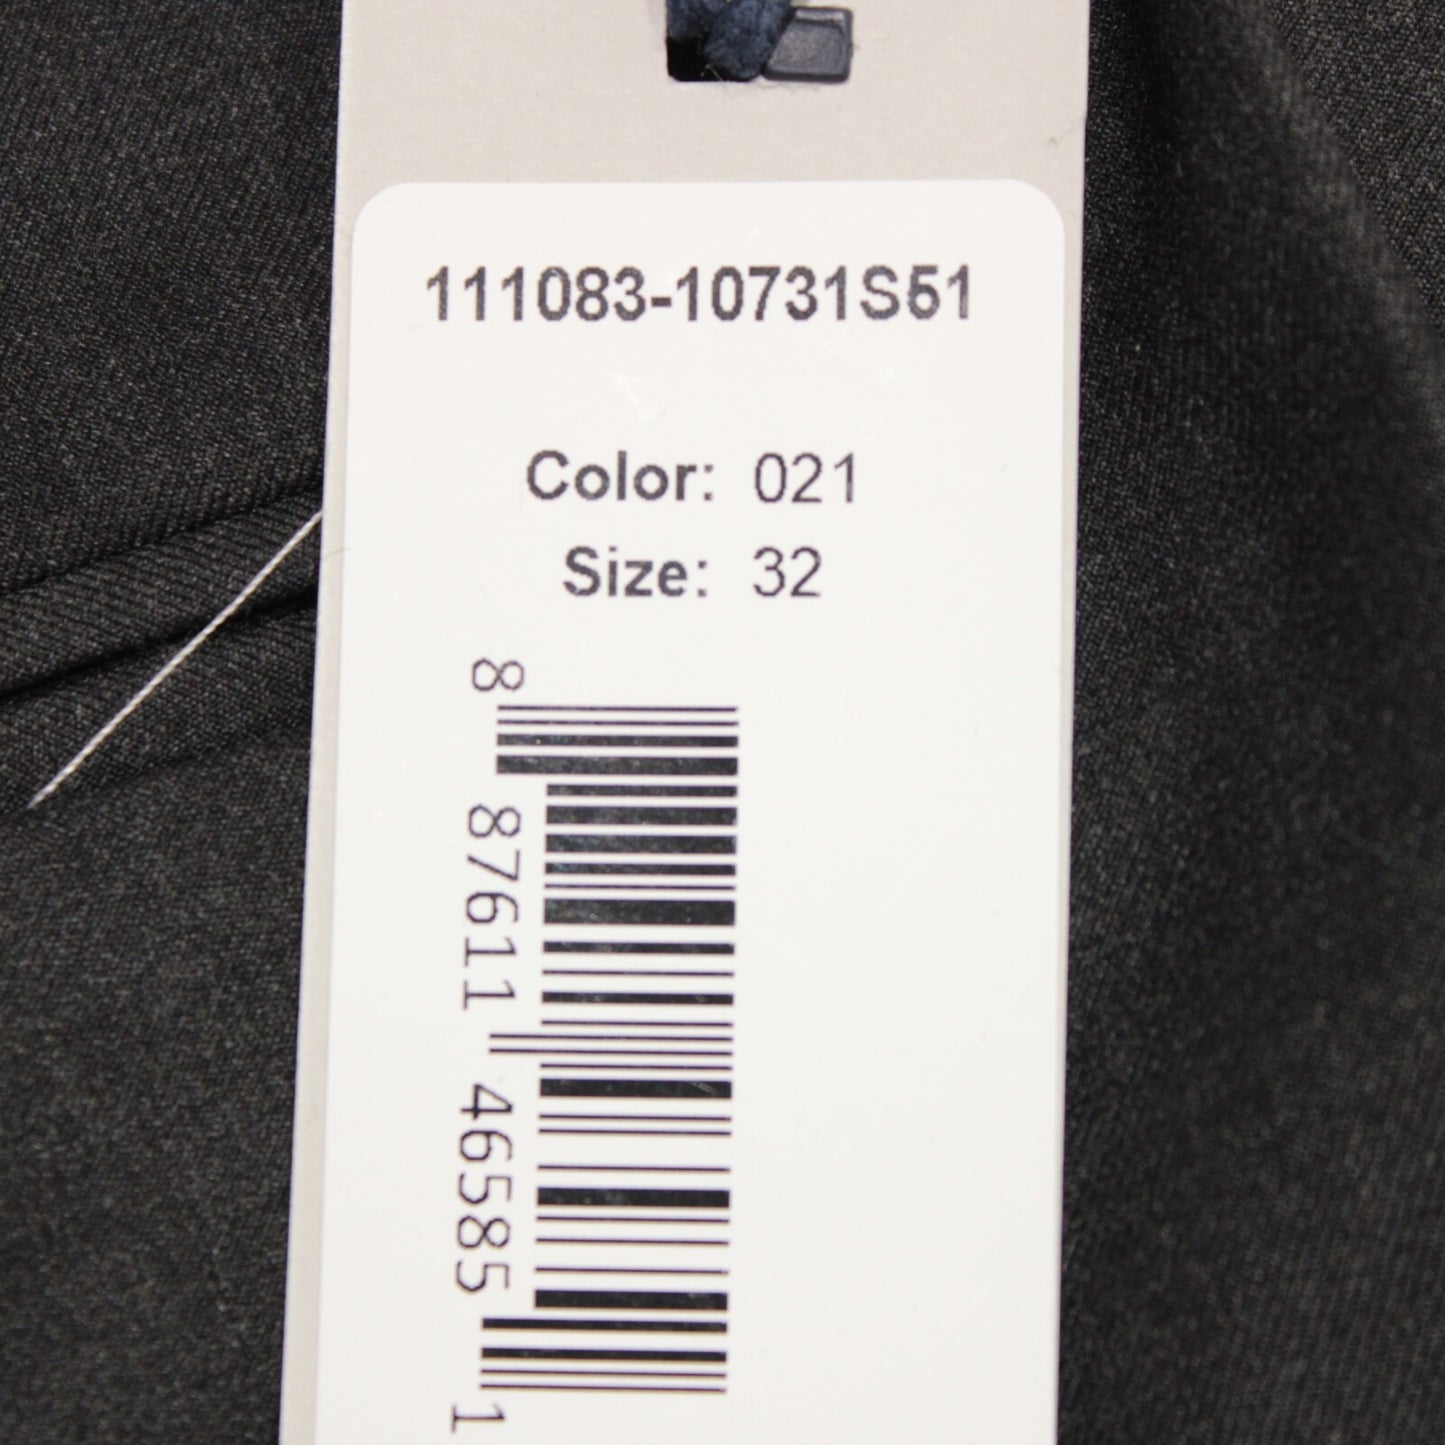 111083-10731S51
Color: 021
Size: 32
8 87611 46585 1